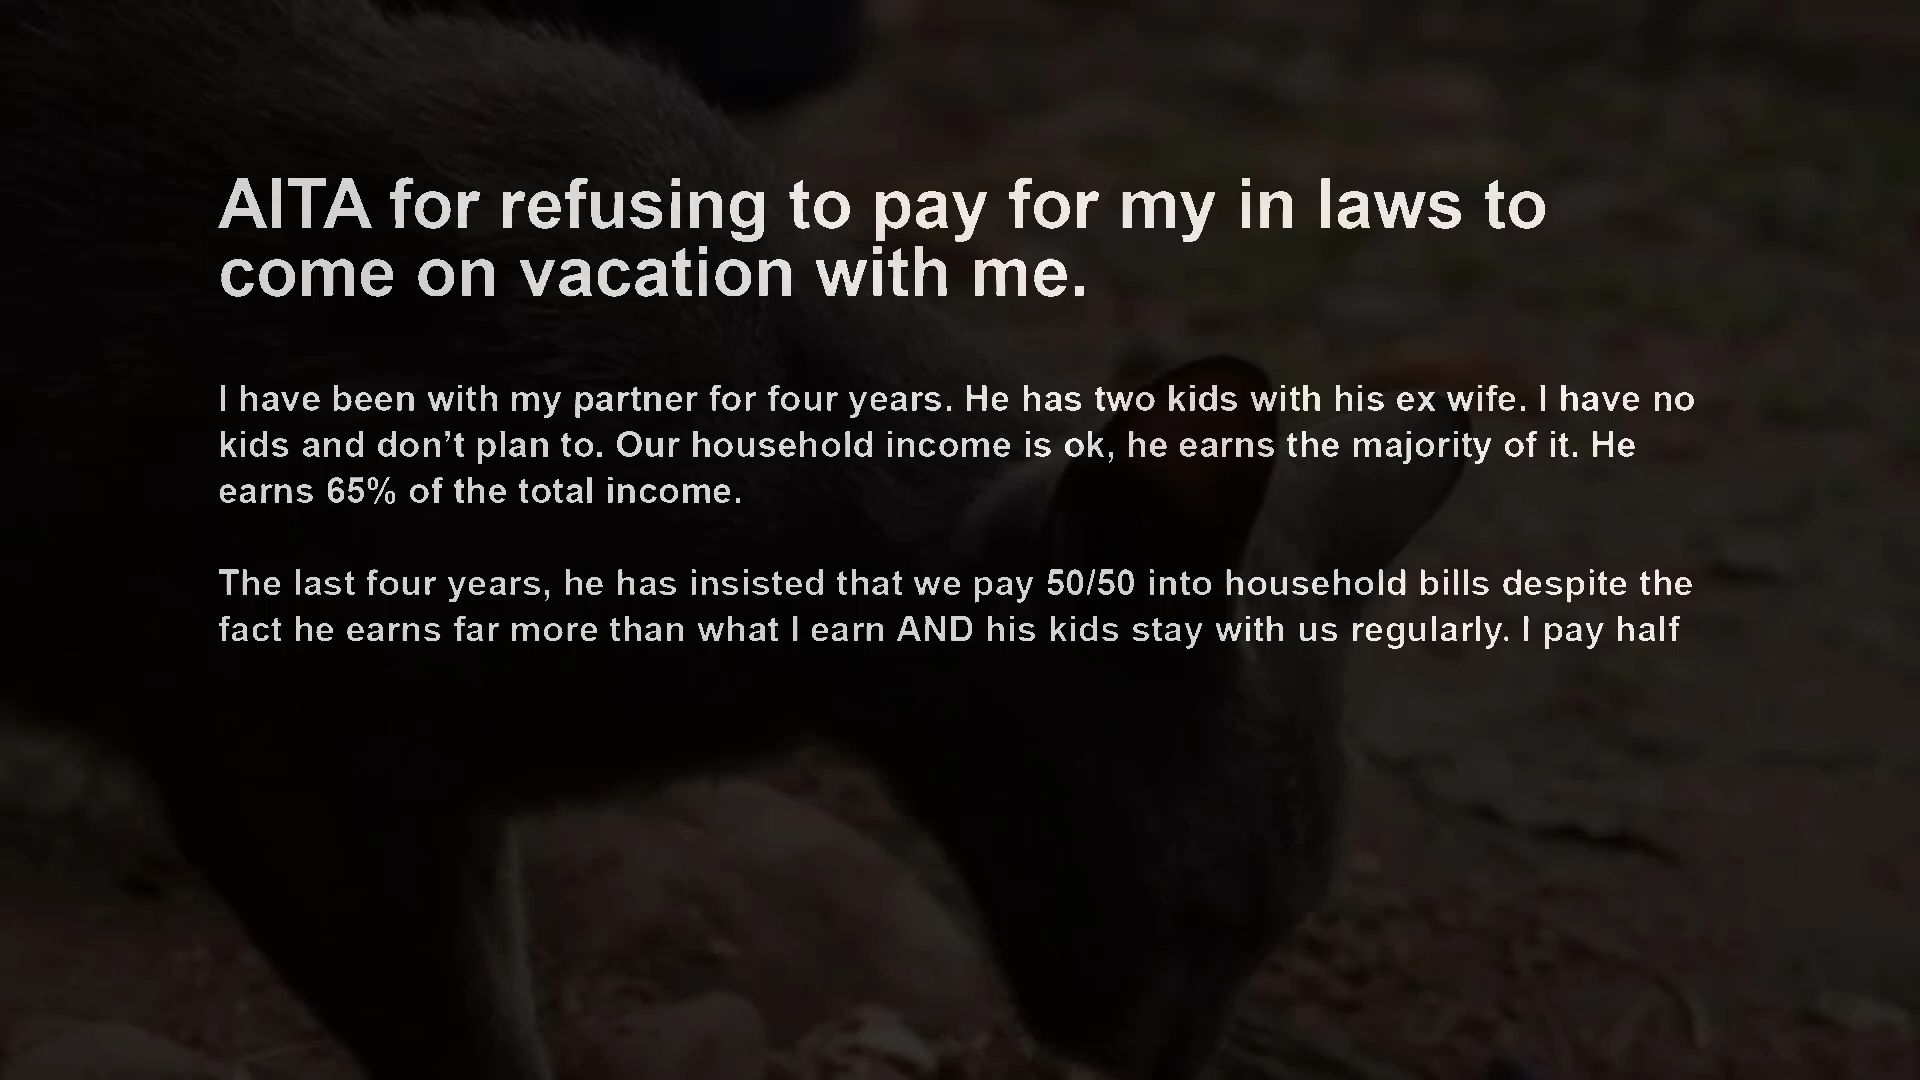 AITA for refusing to pay for my in laws to
come on vacation with me.
I have been with my partner for four years. He has two kids with his ex wife. I have no
kids and don’t plan to. Our household income is ok, he earns the majority of it. He
earns 65% of the total income.
The last four years, he has insisted that we pay 50/50 into household bills despite the
fact he earns far more than what I earn AND his kids stay with us regularly. I pay half